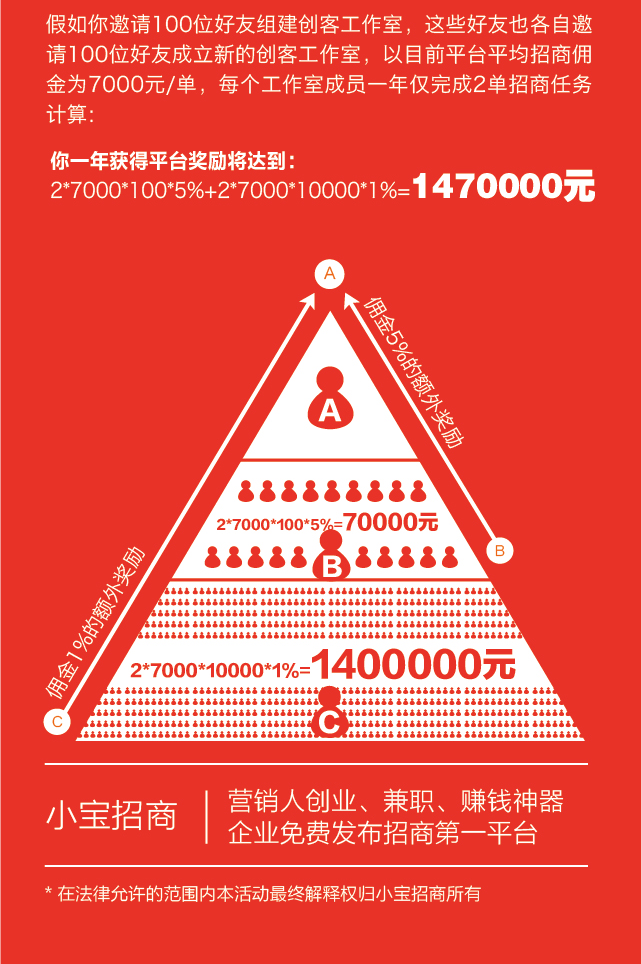 假如你邀请100位好友组建创客工作室，这些好友也各自邀
请100位好友成立新的创客工作室，以目前平台平均招商佣
金为7000元/单，每个工作室成员一年仅完成2单招商任务
计算：
你一年获得平台奖励将达到：
2*7000*100*5%+2*7000*10000*1%=1470000元
A
佣金5%的额外奖励
A
2*7000*100*5%=70000元
B
B
佣金1%的额外奖励
2*7000*10000*1%=1400000元
C
C
小宝招商
营销人创业、兼职、赚钱神器
企业免费发布招商第一平台
* 在法律允许的范围内本活动最终解释权归小宝招商所有